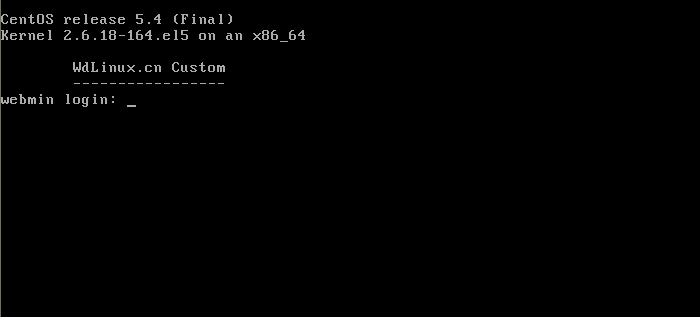 CentOS release 5.4 (Final)
Kernel 2.6.18-164.el5 on an x86_64
WdLinux.cn Custom
-----------------
webmin login: _